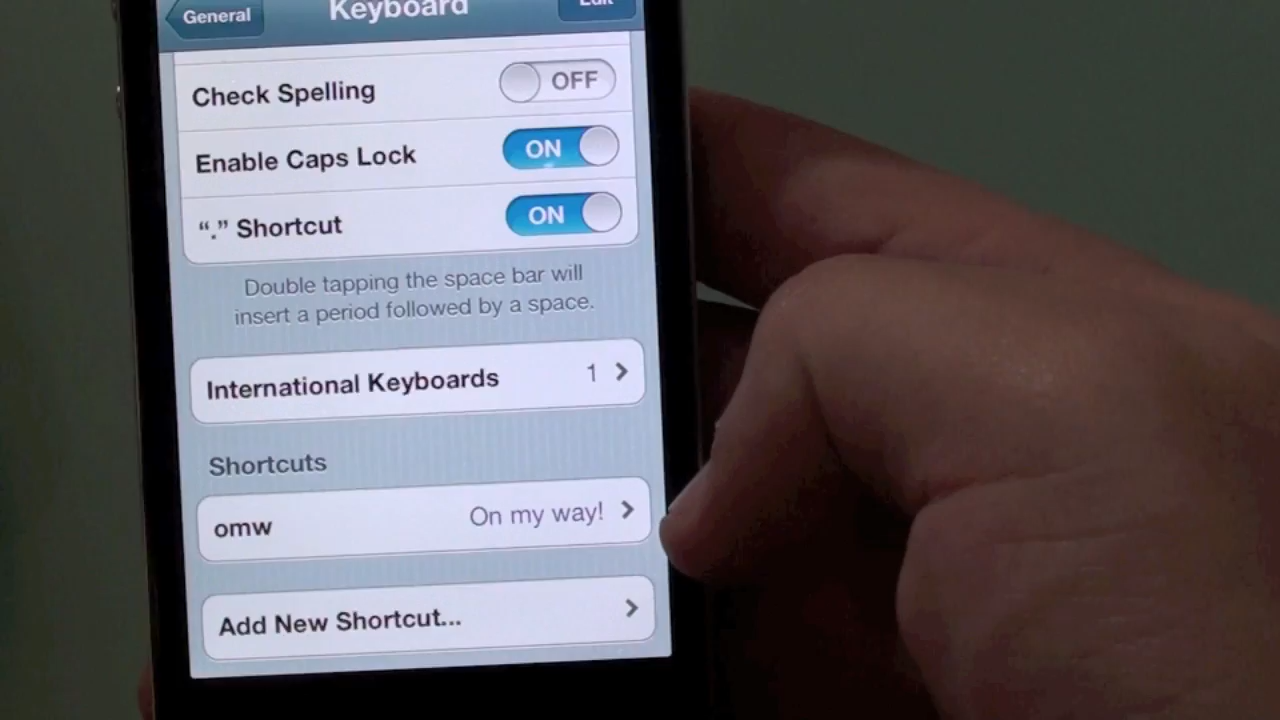 General
Keyboard
Edit
Check Spelling
OFF
Enable Caps Lock
ON
“.” Shortcut
ON
Double tapping the space bar will
insert a period followed by a space.
International Keyboards
1
Shortcuts
omw
On my way!
Add New Shortcut...